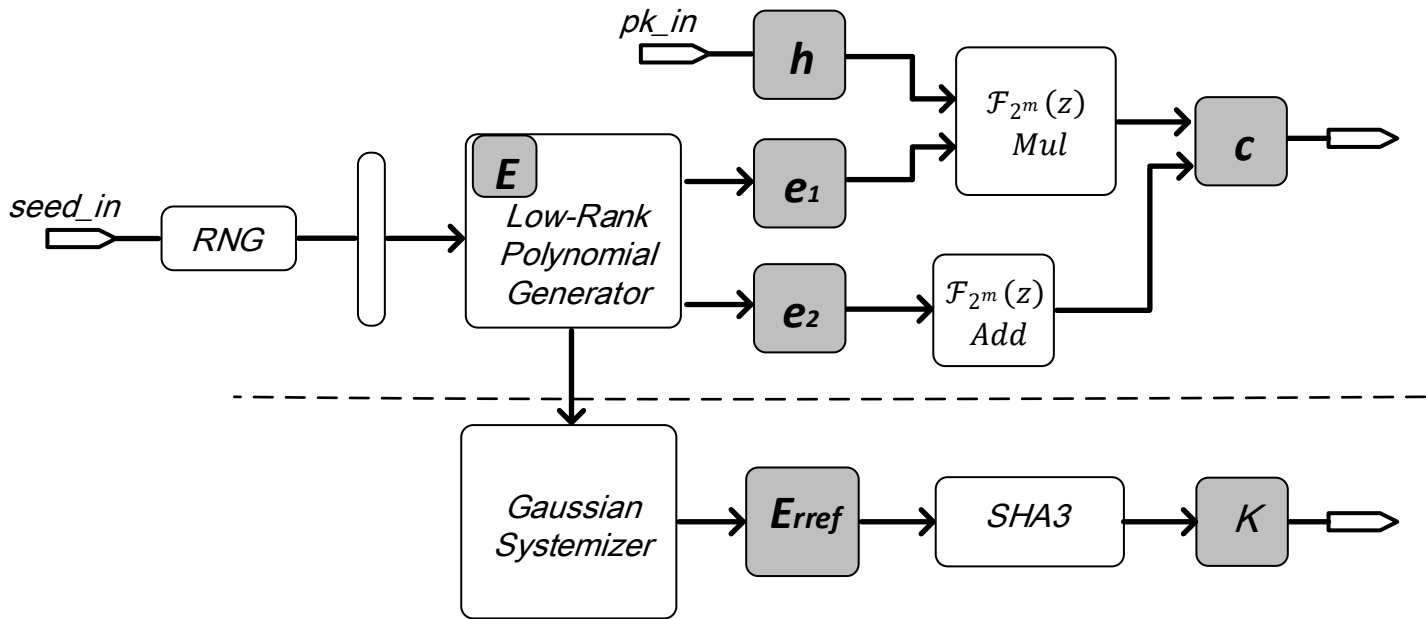 pk_in
h
ℱ₂ᵐ(z)
Mul
c
E
e1
seed_in
RNG
Low-Rank
Polynomial
Generator
e2
ℱ₂ᵐ(z)
Add
Gaussian
Systemizer
Erref
SHA3
K